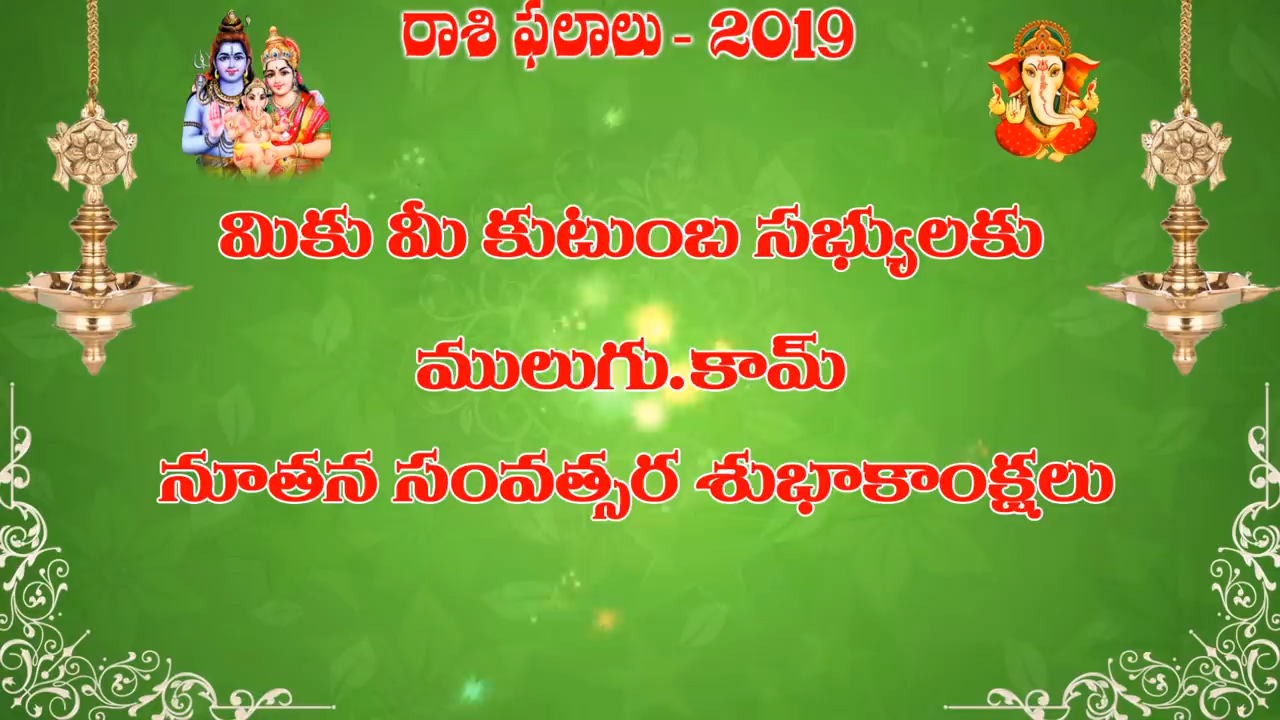 రాశి ఫలాలు - 2019
మికు మీ కుటుంబ సభ్యులకు
ములుగు.కామ్
నూతన సంవత్సర శుభాకాంక్షలు